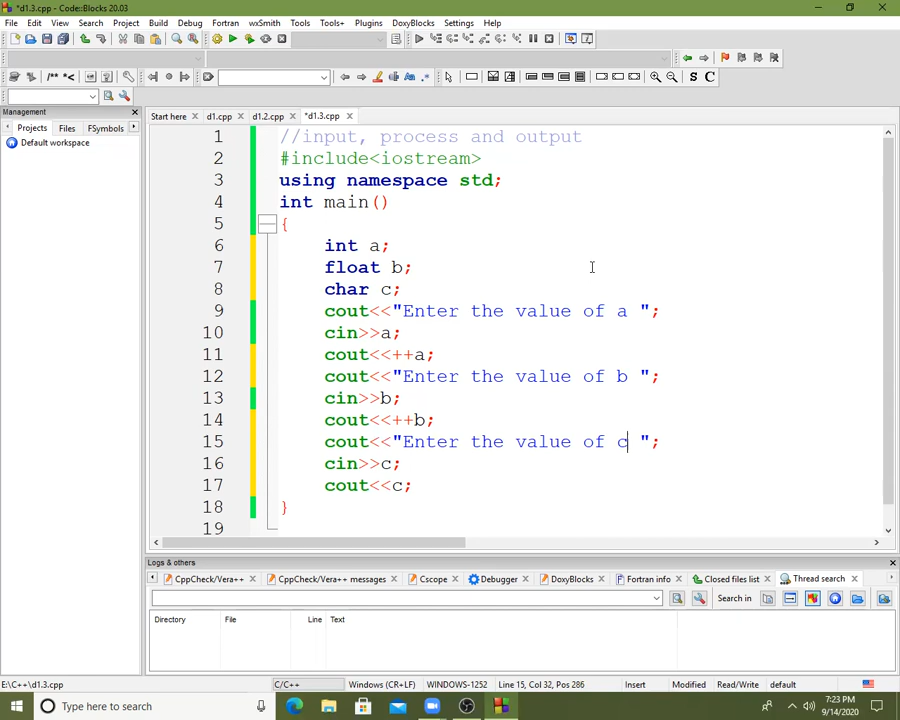 *d1.3.cpp - Code::Blocks 20.03
File Edit View Search Project Build Debug Fortran wxSmith Tools Tools+ Plugins DoxyBlocks Settings Help
/** *<
S C
Management
Projects Files FSymbols
Default workspace
Start here d1.cpp d1.2.cpp *d1.3.cpp
1 //input, process and output
2 #include<iostream>
3 using namespace std;
4 int main()
5 {
6 int a;
7 float b;
8 char c;
9 cout<<"Enter the value of a ";
10 cin>>a;
11 cout<<++a;
12 cout<<"Enter the value of b ";
13 cin>>b;
14 cout<<++b;
15 cout<<"Enter the value of c ";
16 cin>>c;
17 cout<<c;
18 }
19
Logs & others
CppCheck/Vera++ CppCheck/Vera++ messages Cscope Debugger DoxyBlocks Fortran info Closed files list Thread search
Search in
Directory File Line Text
E:\C++\d1.3.cpp C/C++ Windows (CR+LF) WINDOWS-1252 Line 15, Col 32, Pos 286 Insert Modified Read/Write default
Type here to search
7:23 PM
9/14/2020